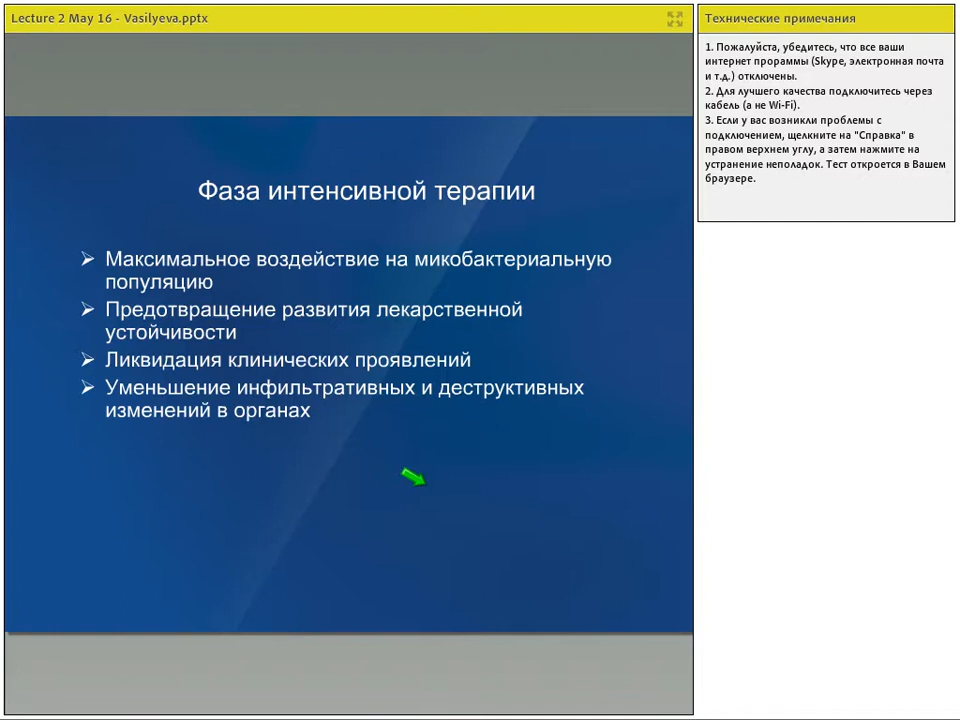 Lecture 2 May 16 - Vasilyeva.pptx
Фаза интенсивной терапии
Максимальное воздействие на микобактериальную
популяцию
Предотвращение развития лекарственной
устойчивости
Ликвидация клинических проявлений
Уменьшение инфильтративных и деструктивных
изменений в органах
Технические примечания
1. Пожалуйста, убедитесь, что все ваши
интернет прораммы (Skype, электронная почта
и т.д.) отключены.
2. Для лучшего качества подключитесь через
кабель (а не Wi-Fi).
3. Если у вас возникли проблемы с
подключением, щелкните на "Справка" в
правом верхнем углу, а затем нажмите на
устранение неполадок. Тест откроется в Вашем
браузере.